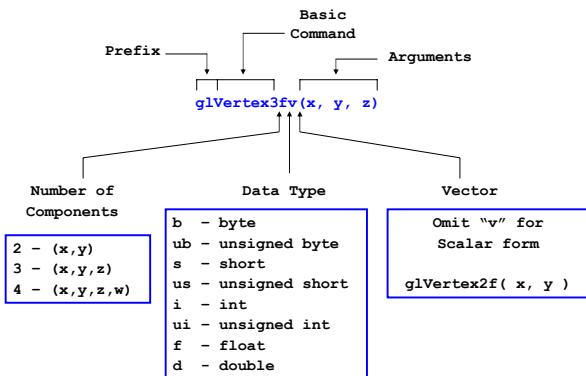 Basic
Command
Prefix
Arguments
glVertex3fv(x, y, z)
Number of
Components
2 – (x,y)
3 – (x,y,z)
4 – (x,y,z,w)
Data Type
b – byte
ub – unsigned byte
s – short
us – unsigned short
i – int
ui – unsigned int
f – float
d – double
Vector
Omit “v” for
Scalar form
glVertex2f( x, y )